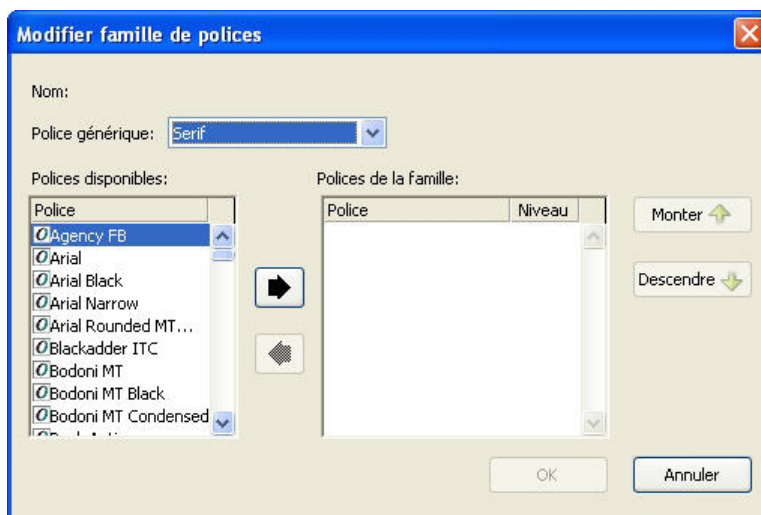 Modifier famille de polices
Nom:
Police générique: Serif
Polices disponibles:
Police
Agency FB
Arial
Arial Black
Arial Narrow
Arial Rounded MT...
Blackadder ITC
Bodoni MT
Bodoni MT Black
Bodoni MT Condensed
Polices de la famille:
Police Niveau
Monter
Descendre
OK
Annuler